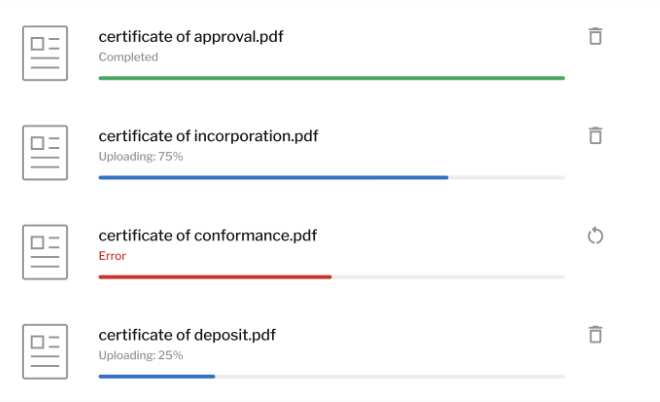 certificate of approval.pdf
Completed
certificate of incorporation.pdf
Uploading: 75%
certificate of conformance.pdf
Error
certificate of deposit.pdf
Uploading: 25%